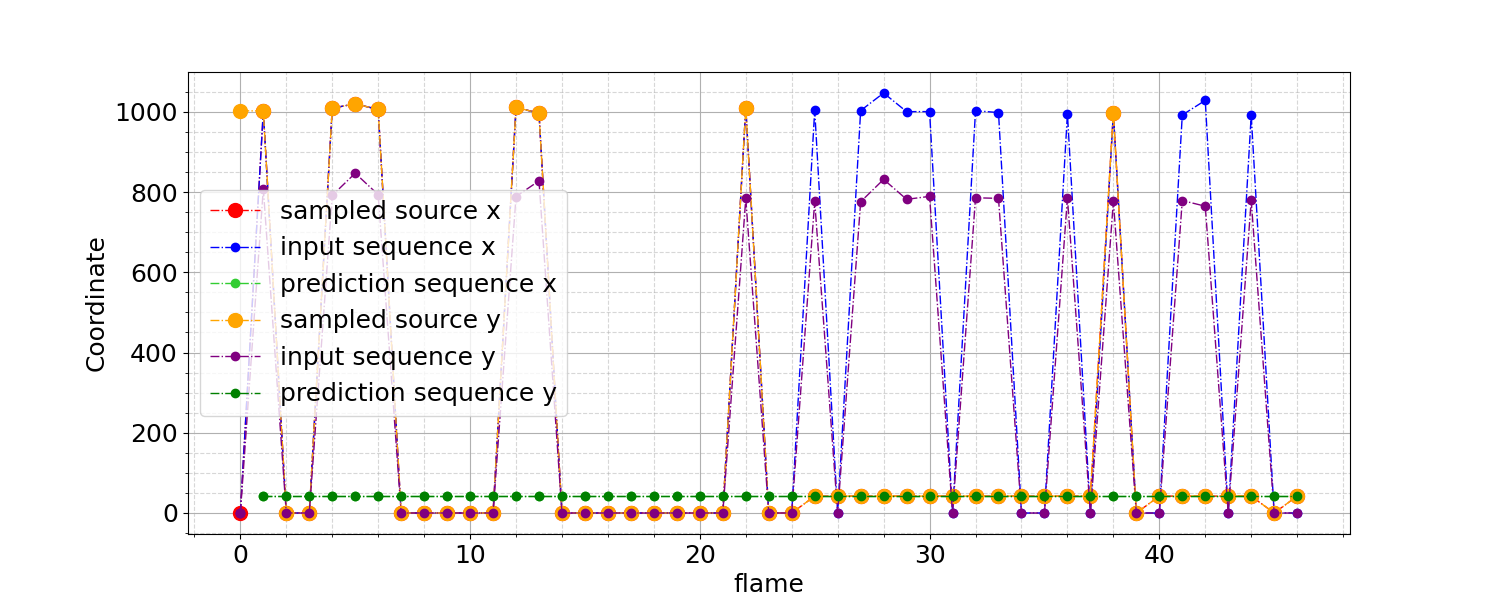 1000
800
600
400
200
0
Coordinate
sampled source x
input sequence x
prediction sequence x
sampled source y
input sequence y
prediction sequence y
0 10 20 30 40
flame